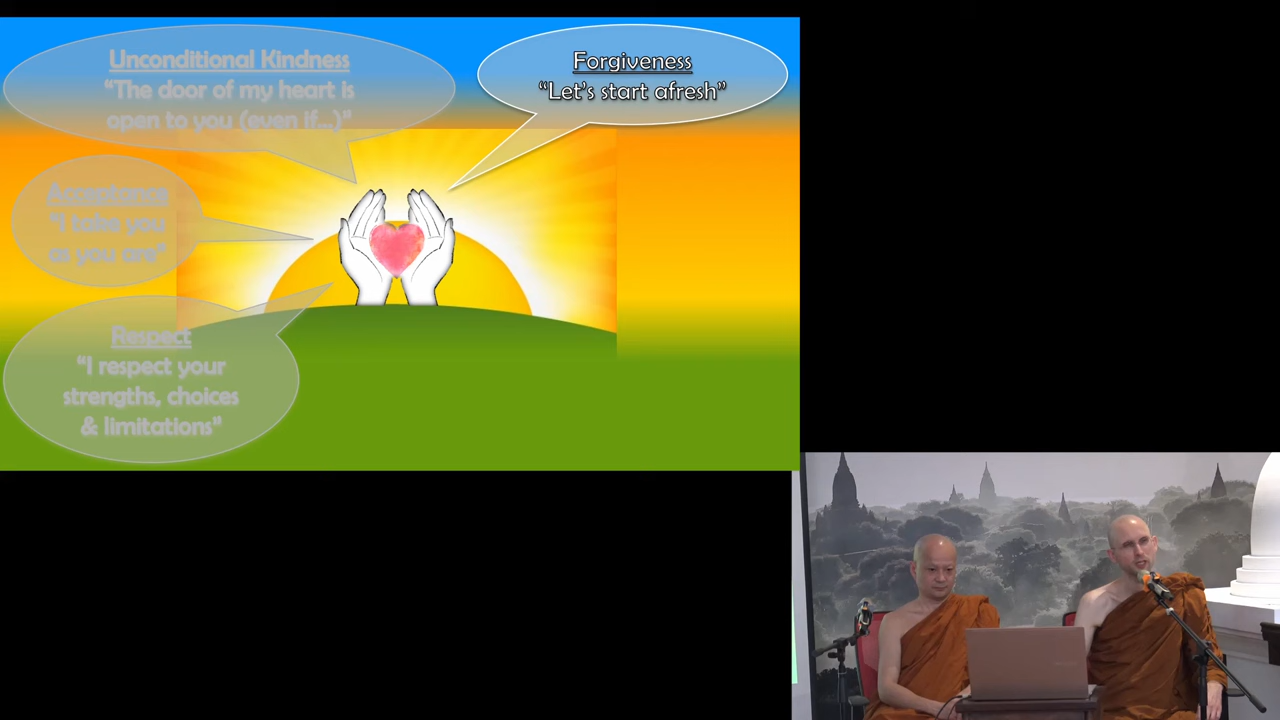 Unconditional Kindness
“The door of my heart is
open to you (even if...)”
Forgiveness
“Let’s start afresh”
Acceptance
“I take you
as you are”
Respect
“I respect your
strengths, choices
& limitations”